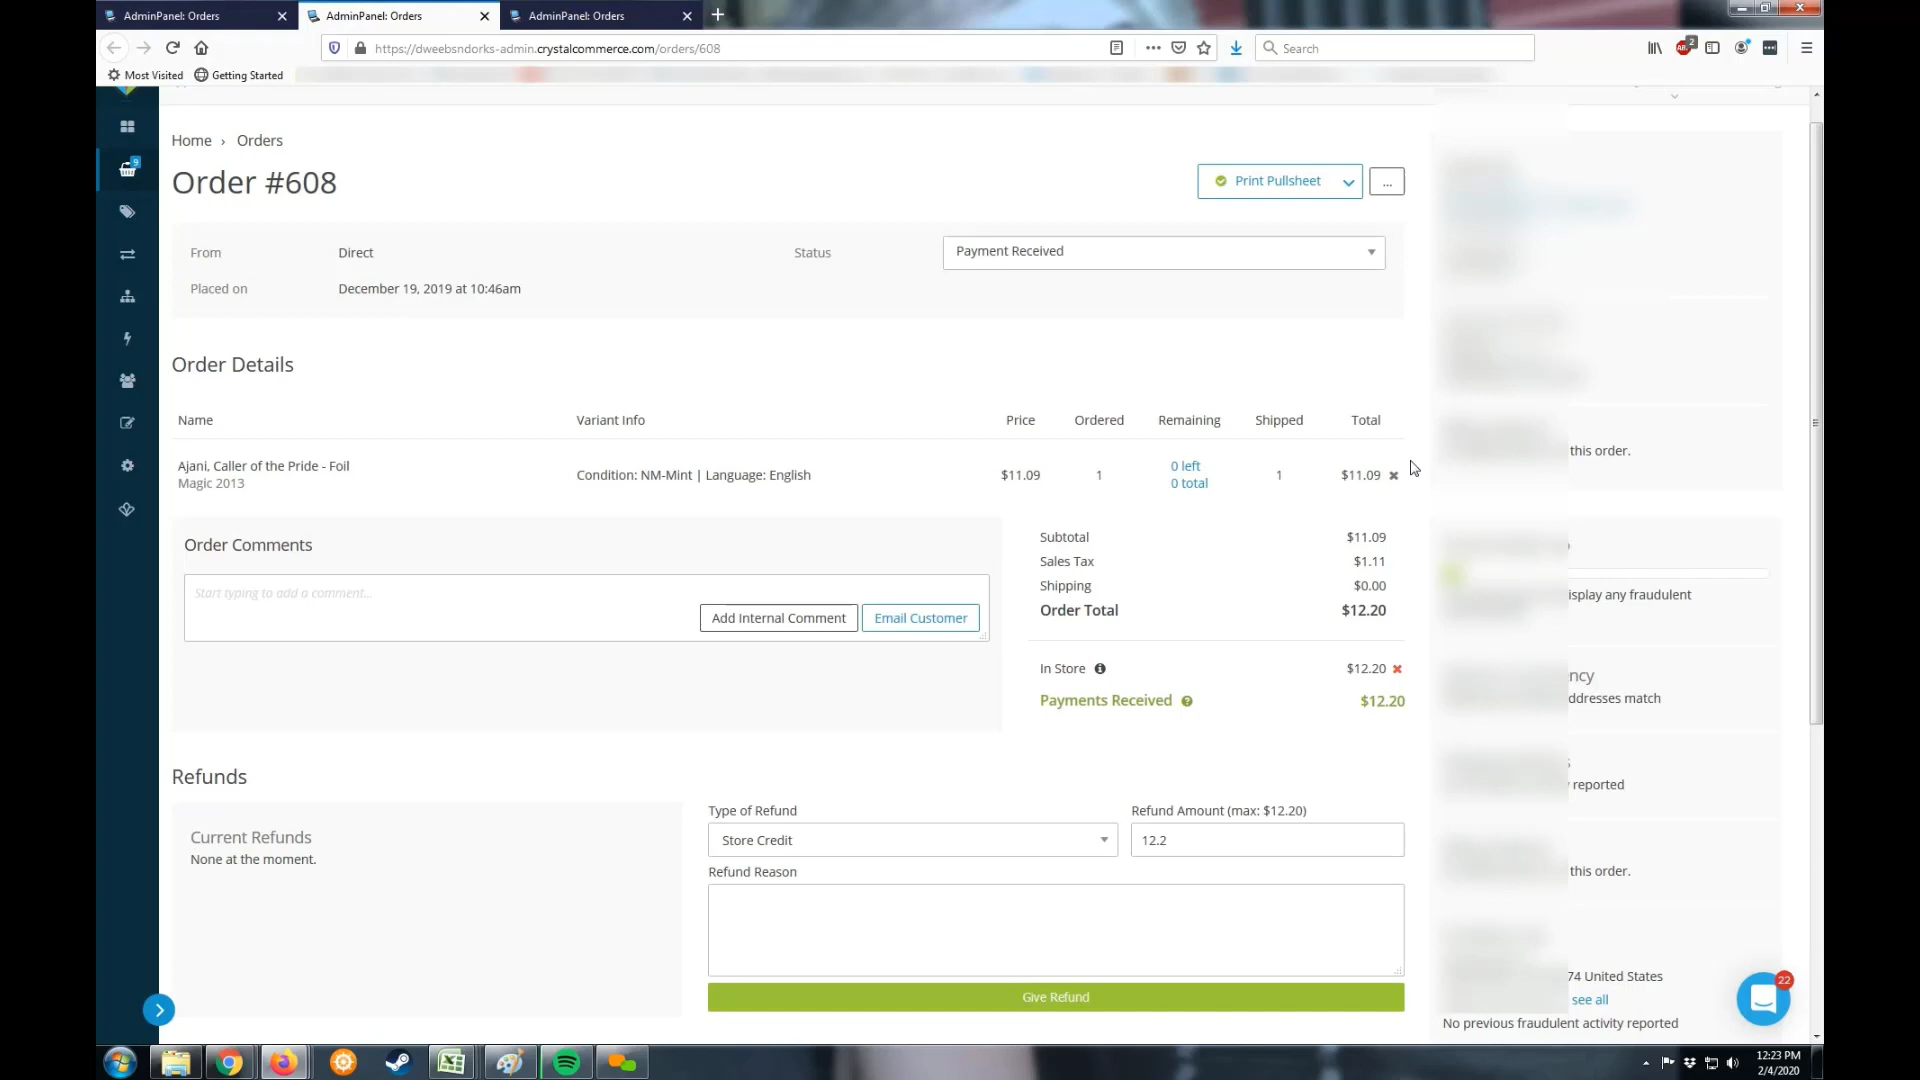 AdminPanel: Orders
AdminPanel: Orders
AdminPanel: Orders
https://dweebsndorks-admin.crystalcommerce.com/orders/608
Search
2
Most Visited
Getting Started
9
Home › Orders
Order #608
Print Pullsheet
...
From Direct Status Payment Received
Placed on December 19, 2019 at 10:46am
Order Details
Name Variant Info Price Ordered Remaining Shipped Total
Ajani, Caller of the Pride - Foil
Magic 2013
Condition: NM-Mint | Language: English
$11.09
1
0 left
0 total
1
$11.09
this order.
Order Comments
Start typing to add a comment...
Add Internal Comment
Email Customer
Subtotal $11.09
Sales Tax $1.11
Shipping $0.00
Order Total $12.20
In Store $12.20
Payments Received $12.20
isplay any fraudulent
ncy
ddresses match
reported
this order.
74 United States
see all
No previous fraudulent activity reported
Refunds
Current Refunds
None at the moment.
Type of Refund
Store Credit
Refund Amount (max: $12.20)
12.2
Refund Reason
Give Refund
22
12:23 PM
2/4/2020